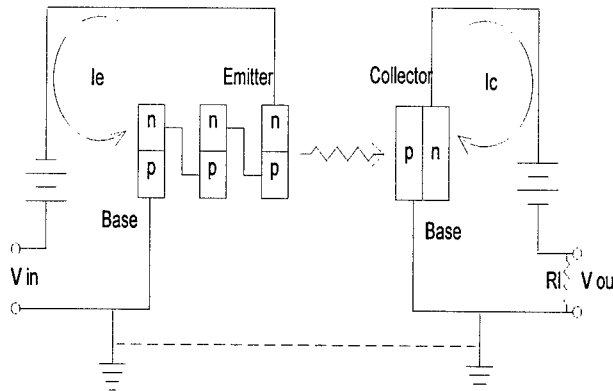 Ie
Emitter
Collector
Ic
n n n
p p p
p n
Base
Base
V in
Rl V ou